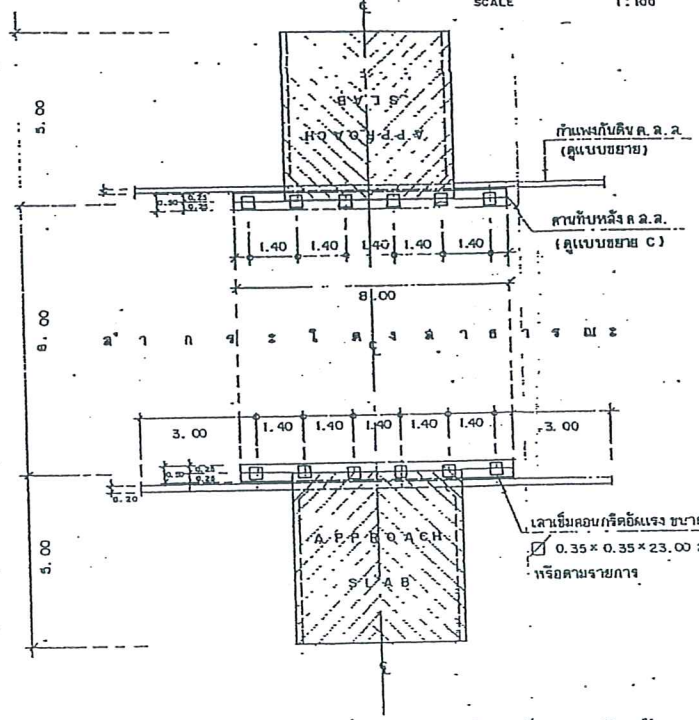 SCALE 1:100
5.00
APPROACH
SLAB
กำแพงกันดิน ค.ส.ล.
(ดูแบบขยาย)
0.50
0.25
0.25
คานทับหลัง ค.ส.ล.
(ดูแบบขยาย C)
1.40 1.40 1.40 1.40 1.40
8.00
8.00
ลำกระโดงสาธารณะ
3.00 1.40 1.40 1.40 1.40 1.40 3.00
0.50
0.25
0.25
0.20
เสาเข็มคอนกรีตอัดแรง
0.35 × 0.35 × 23.00
หรือตามรายการ
5.00
APPROACH
SLAB